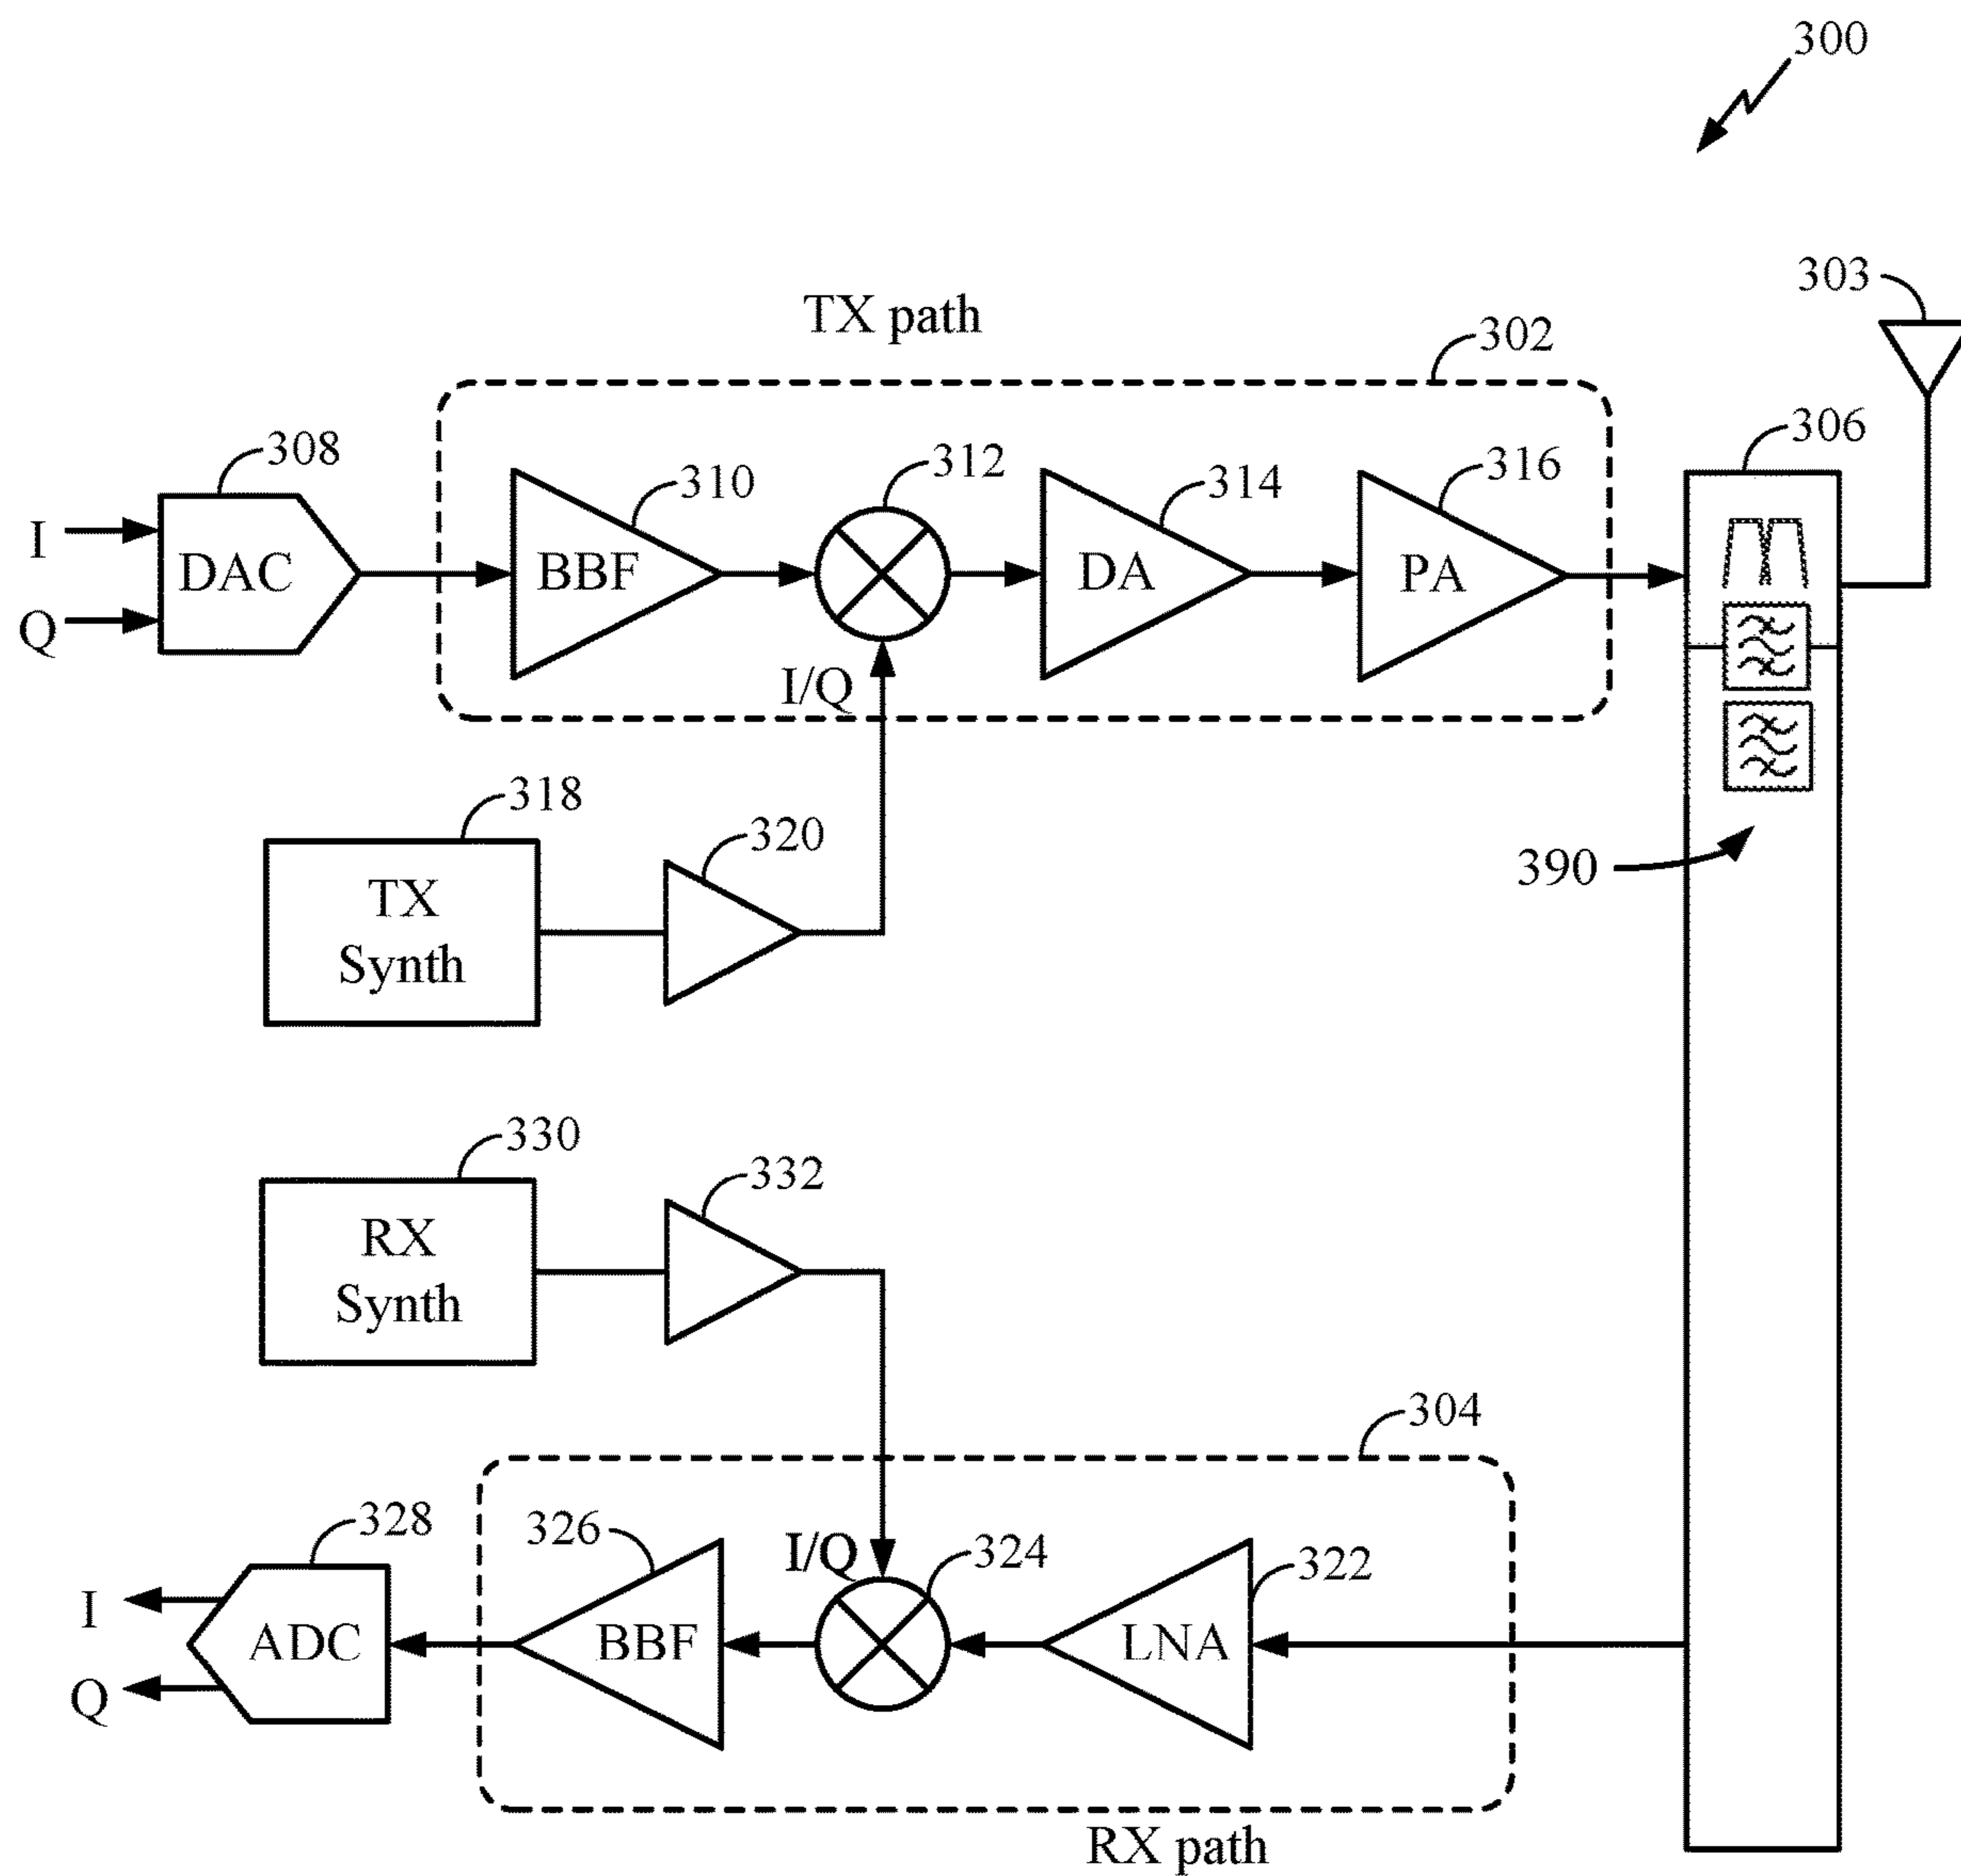 300
303
TX path
302
306
308
310
312
314
316
I
DAC
BBF
DA
PA
Q
I/Q
318
320
390
TX
Synth
330
332
RX
Synth
304
328
326
I/Q
324
322
I
ADC
BBF
LNA
Q
RX path